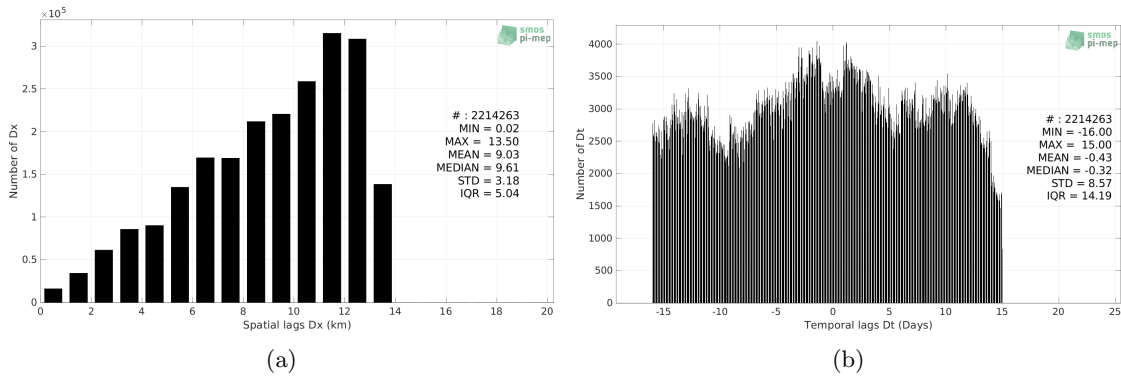 ×10⁵
3
2.5
2
1.5
1
0.5
0
Number of Dx
0 2 4 6 8 10 12 14 16 18 20
Spatial lags Dx (km)
smos
pi-mep
# : 2214263
MIN = 0.02
MAX = 13.50
MEAN = 9.03
MEDIAN = 9.61
STD = 3.18
IQR = 5.04
(a)
4000
3500
3000
2500
2000
1500
1000
500
0
Number of Dt
-15 -10 -5 0 5 10 15 20 25
Temporal lags Dt (Days)
smos
pi-mep
# : 2214263
MIN = -16.00
MAX = 15.00
MEAN = -0.43
MEDIAN = -0.32
STD = 8.57
IQR = 14.19
(b)